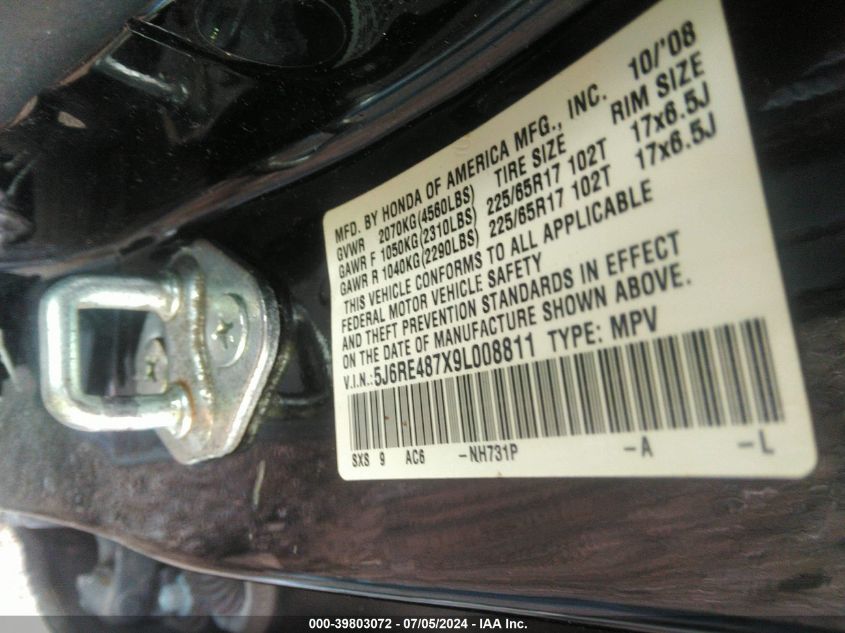 MFD. BY HONDA OF AMERICA MFG., INC. 10/'08
GVWR 2070KG(4560LBS) TIRE SIZE RIM SIZE
GAWR F 1050KG(2310LBS) 225/65R17 102T 17x6.5J
GAWR R 1040KG(2290LBS) 225/65R17 102T 17x6.5J
THIS VEHICLE CONFORMS TO ALL APPLICABLE
FEDERAL MOTOR VEHICLE SAFETY
AND THEFT PREVENTION STANDARDS IN EFFECT
ON THE DATE OF MANUFACTURE SHOWN ABOVE.
V.I.N.:5J6RE487X9L008811 TYPE: MPV
SXS 9 AC6 -NH731P -A -L
000-39803072 - 07/05/2024 - IAA Inc.